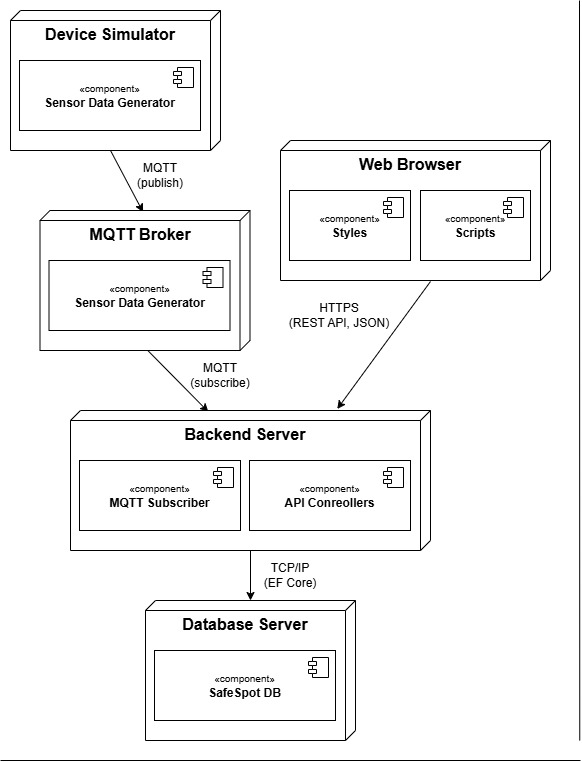 Device Simulator
«component»
Sensor Data Generator
MQTT
(publish)
Web Browser
«component»
Styles
«component»
Scripts
MQTT Broker
«component»
Sensor Data Generator
HTTPS
(REST API, JSON)
MQTT
(subscribe)
Backend Server
«component»
MQTT Subscriber
«component»
API Conreollers
TCP/IP
(EF Core)
Database Server
«component»
SafeSpot DB